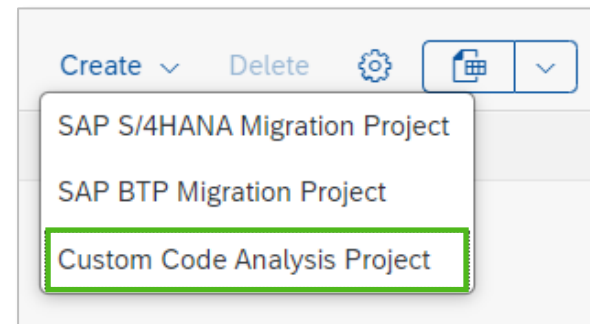 Create Delete
SAP S/4HANA Migration Project
SAP BTP Migration Project
Custom Code Analysis Project